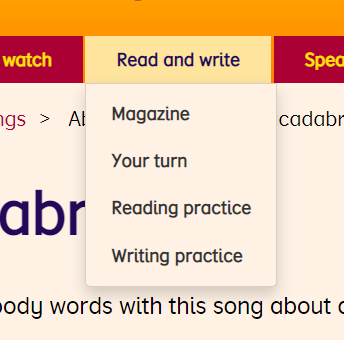 watch Read and write Spea
ngs > Ab cadabr
Magazine
Your turn
Reading practice
Writing practice
abr
body words with this song about